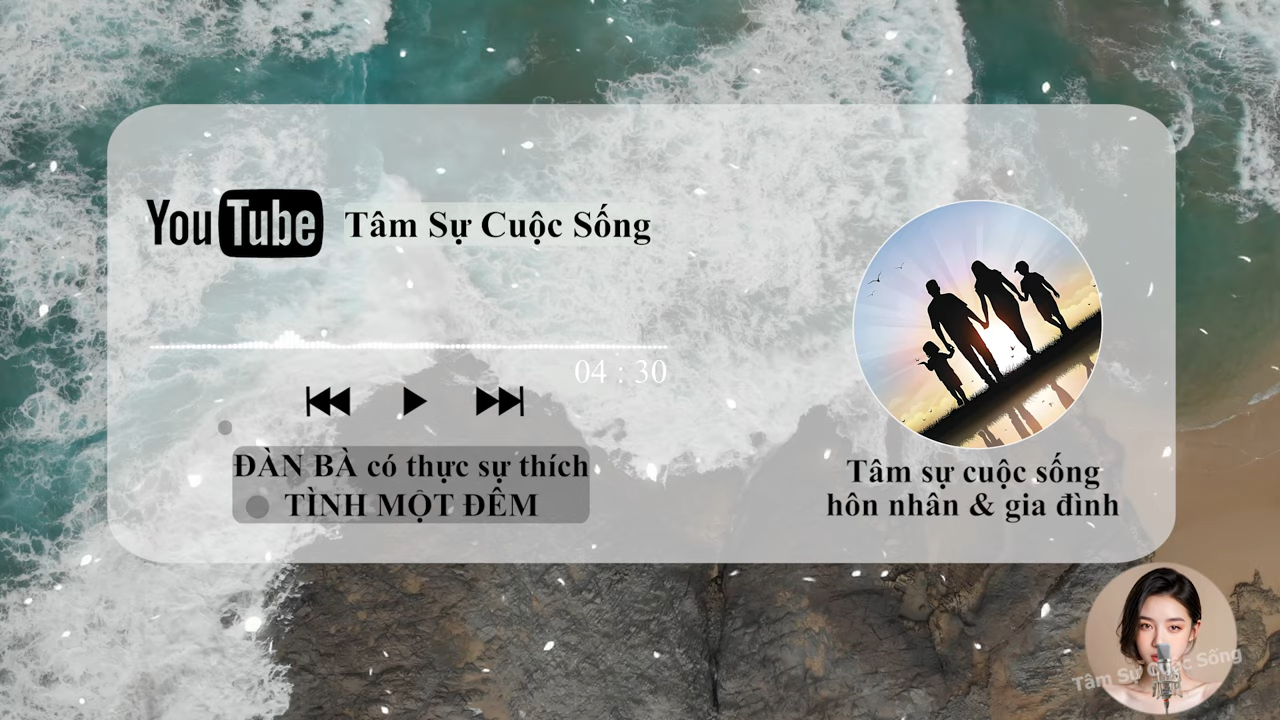 YouTube Tâm Sự Cuộc Sống
04 : 30
ĐÀN BÀ có thực sự thích
TÌNH MỘT ĐÊM
Tâm sự cuộc sống
hôn nhân & gia đình
Tâm Sự Cuộc Sống